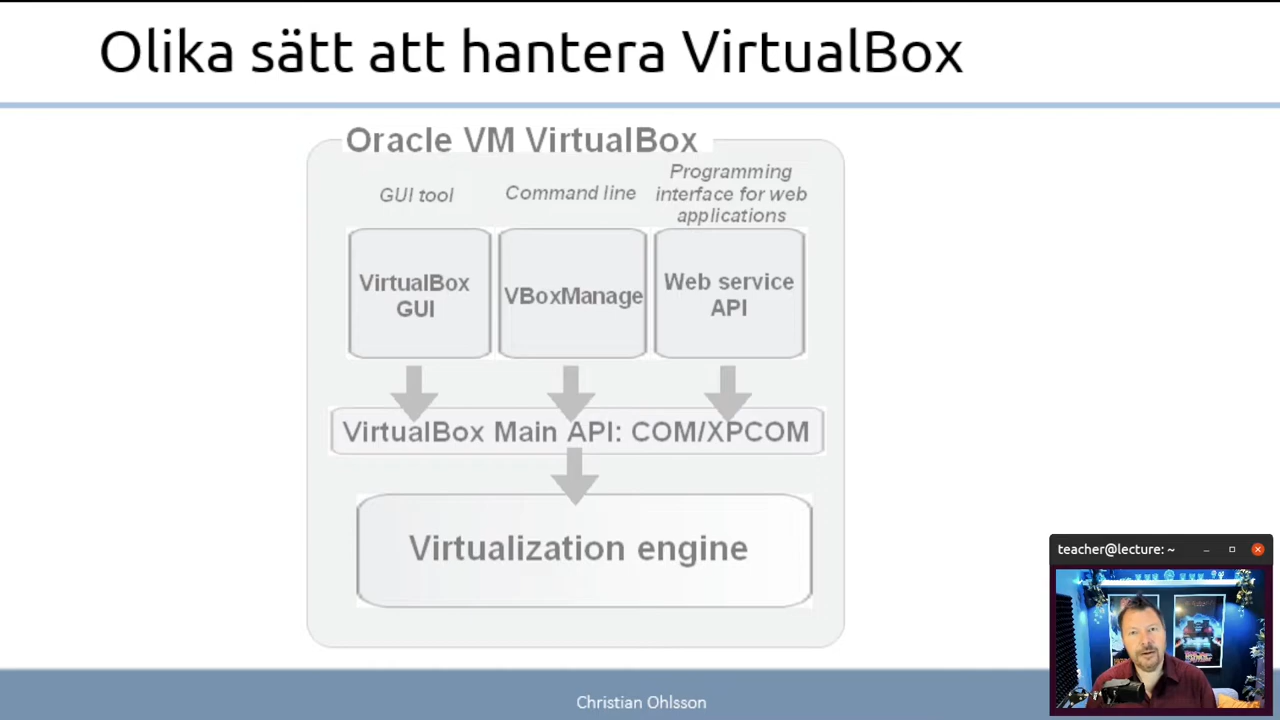 Olika sätt att hantera VirtualBox
Oracle VM VirtualBox
GUI tool
Command line
Programming
interface for web
applications
VirtualBox
GUI
VBoxManage
Web service
API
VirtualBox Main API: COM/XPCOM
Virtualization engine
teacher@lecture: ~
Christian Ohlsson